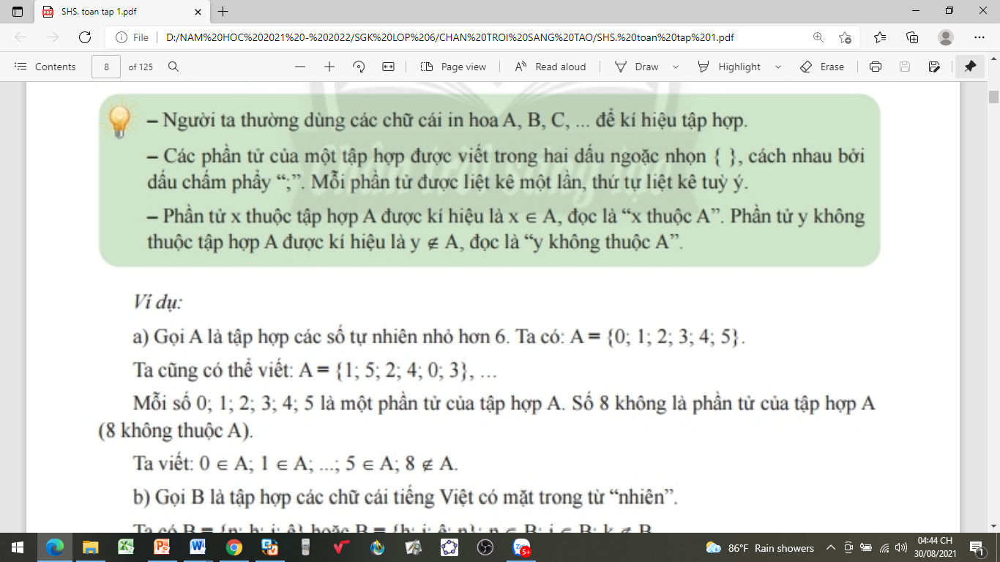 SHS. toan tap 1.pdf
File
D:/NAM%20HOC%202021%20-%202022/SGK%20LOP%206/CHAN%20TROI%20SANG%20TAO/SHS.%20toan%20tap%201.pdf
Contents 8 of 125 Page view Read aloud Draw Highlight Erase
– Người ta thường dùng các chữ cái in hoa A, B, C, ... để kí hiệu tập hợp.
– Các phần tử của một tập hợp được viết trong hai dấu ngoặc nhọn { }, cách nhau bởi
dấu chấm phẩy “;”. Mỗi phần tử được liệt kê một lần, thứ tự liệt kê tuỳ ý.
– Phần tử x thuộc tập hợp A được kí hiệu là x ∈ A, đọc là “x thuộc A”. Phần tử y không
thuộc tập hợp A được kí hiệu là y ∉ A, đọc là “y không thuộc A”.
Ví dụ:
a) Gọi A là tập hợp các số tự nhiên nhỏ hơn 6. Ta có: A = {0; 1; 2; 3; 4; 5}.
Ta cũng có thể viết: A = {1; 5; 2; 4; 0; 3}, ...
Mỗi số 0; 1; 2; 3; 4; 5 là một phần tử của tập hợp A. Số 8 không là phần tử của tập hợp A
(8 không thuộc A).
Ta viết: 0 ∈ A; 1 ∈ A; ...; 5 ∈ A; 8 ∉ A.
b) Gọi B là tập hợp các chữ cái tiếng Việt có mặt trong từ “nhiên”.
Ta có B = {n; h; i; ê} hoặc B = {h; i; ê; n}; n ∈ B; i ∈ B; k ∉ B
86°F Rain showers
04:44 CH
30/08/2021